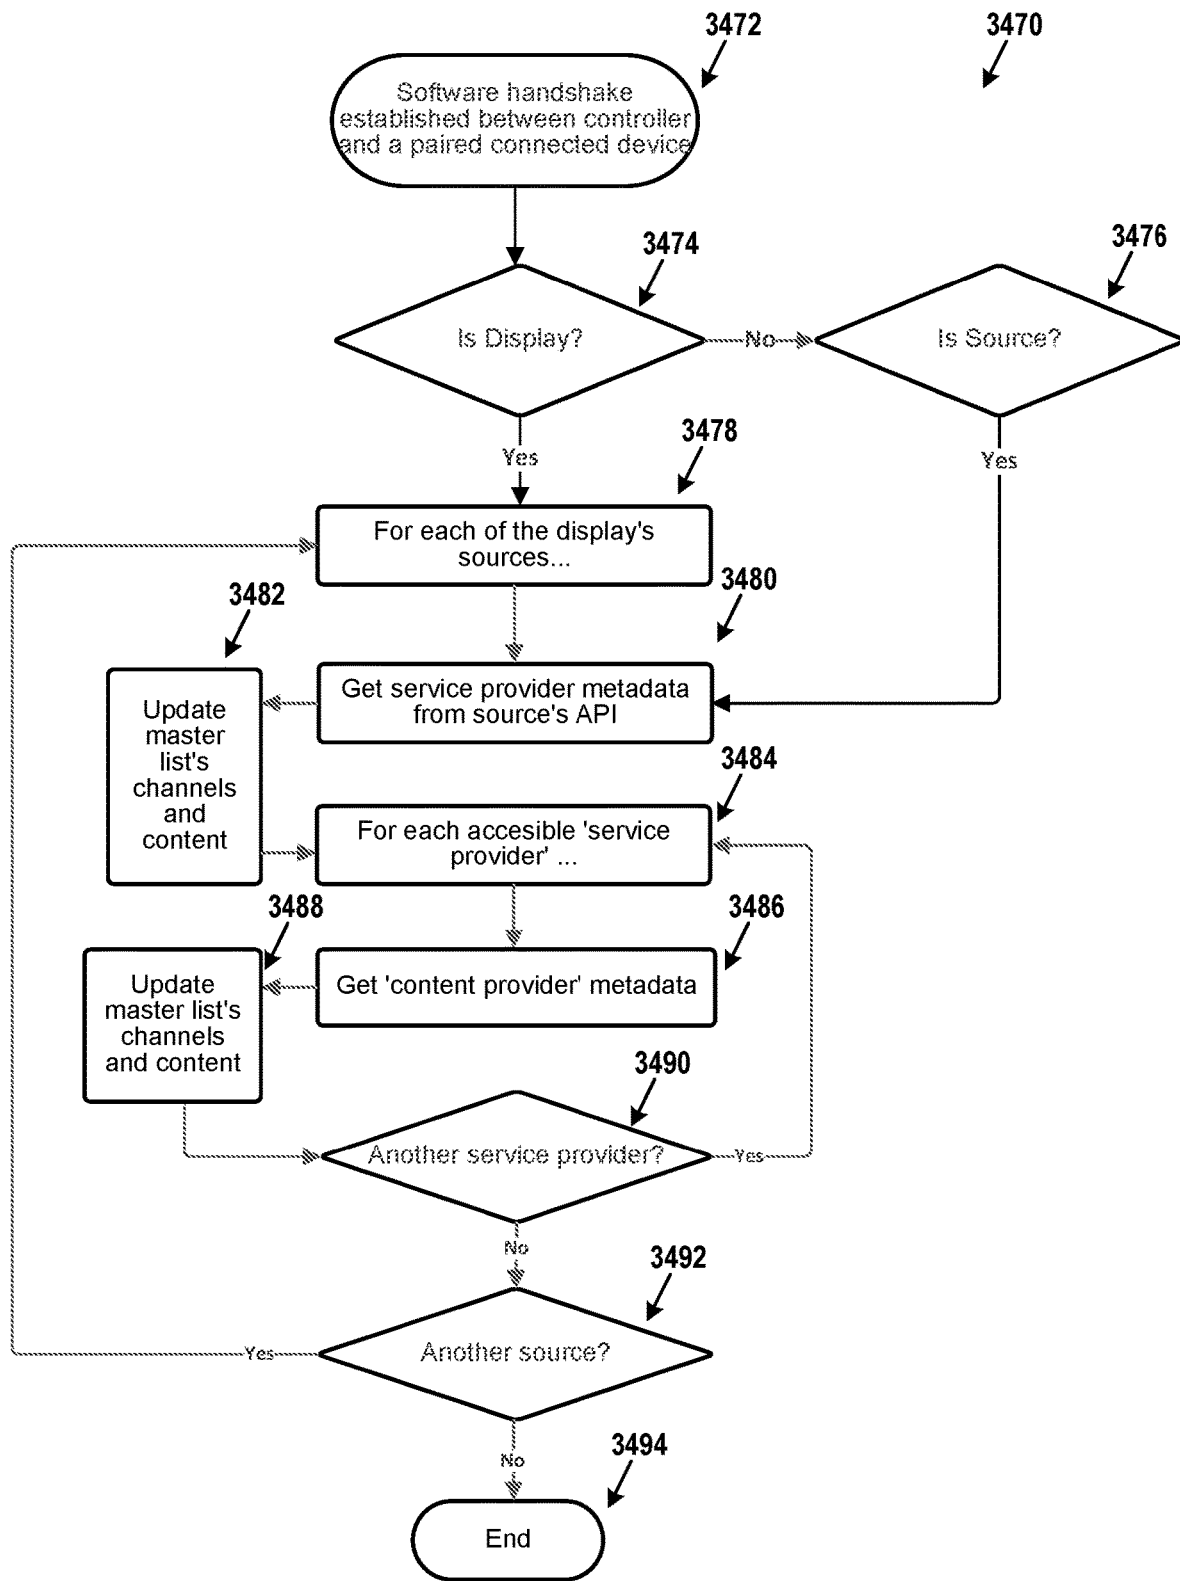 3472
3470
Software handshake
established between controller
and a paired connected device
3474
3476
Is Display?
No
Is Source?
3478
Yes
Yes
For each of the display's
sources...
3480
3482
Get service provider metadata
from source's API
Update
master
list's
channels
and
content
3484
For each accesible 'service
provider' ...
3488
3486
Update
master list's
channels
and content
Get 'content provider' metadata
3490
Another service provider?
Yes
No
3492
Another source?
Yes
No
3494
End